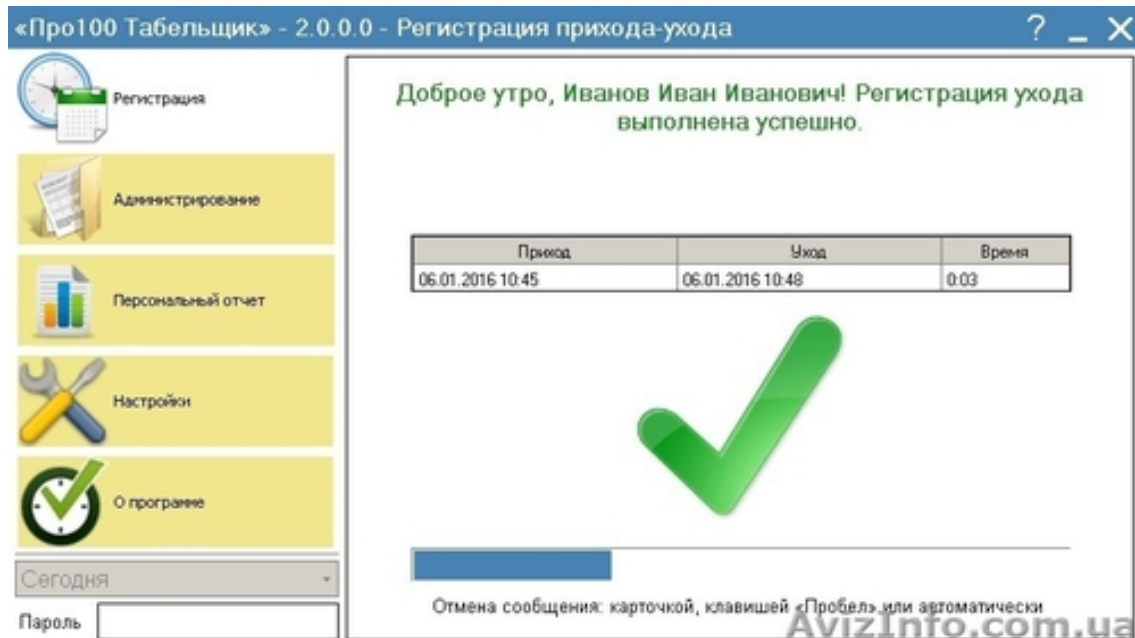 «Про100 Табельщик» - 2.0.0.0 - Регистрация прихода-ухода ? _ X
Регистрация
Администрирование
Персональный отчет
Настройки
О программе
Сегодня
Пароль
Доброе утро, Иванов Иван Иванович! Регистрация ухода
выполнена успешно.
Приход Уход Время
06.01.2016 10:45 06.01.2016 10:48 0:03
Отмена сообщения: карточкой, клавишей «Пробел» или автоматически
AvizInfo.com.ua